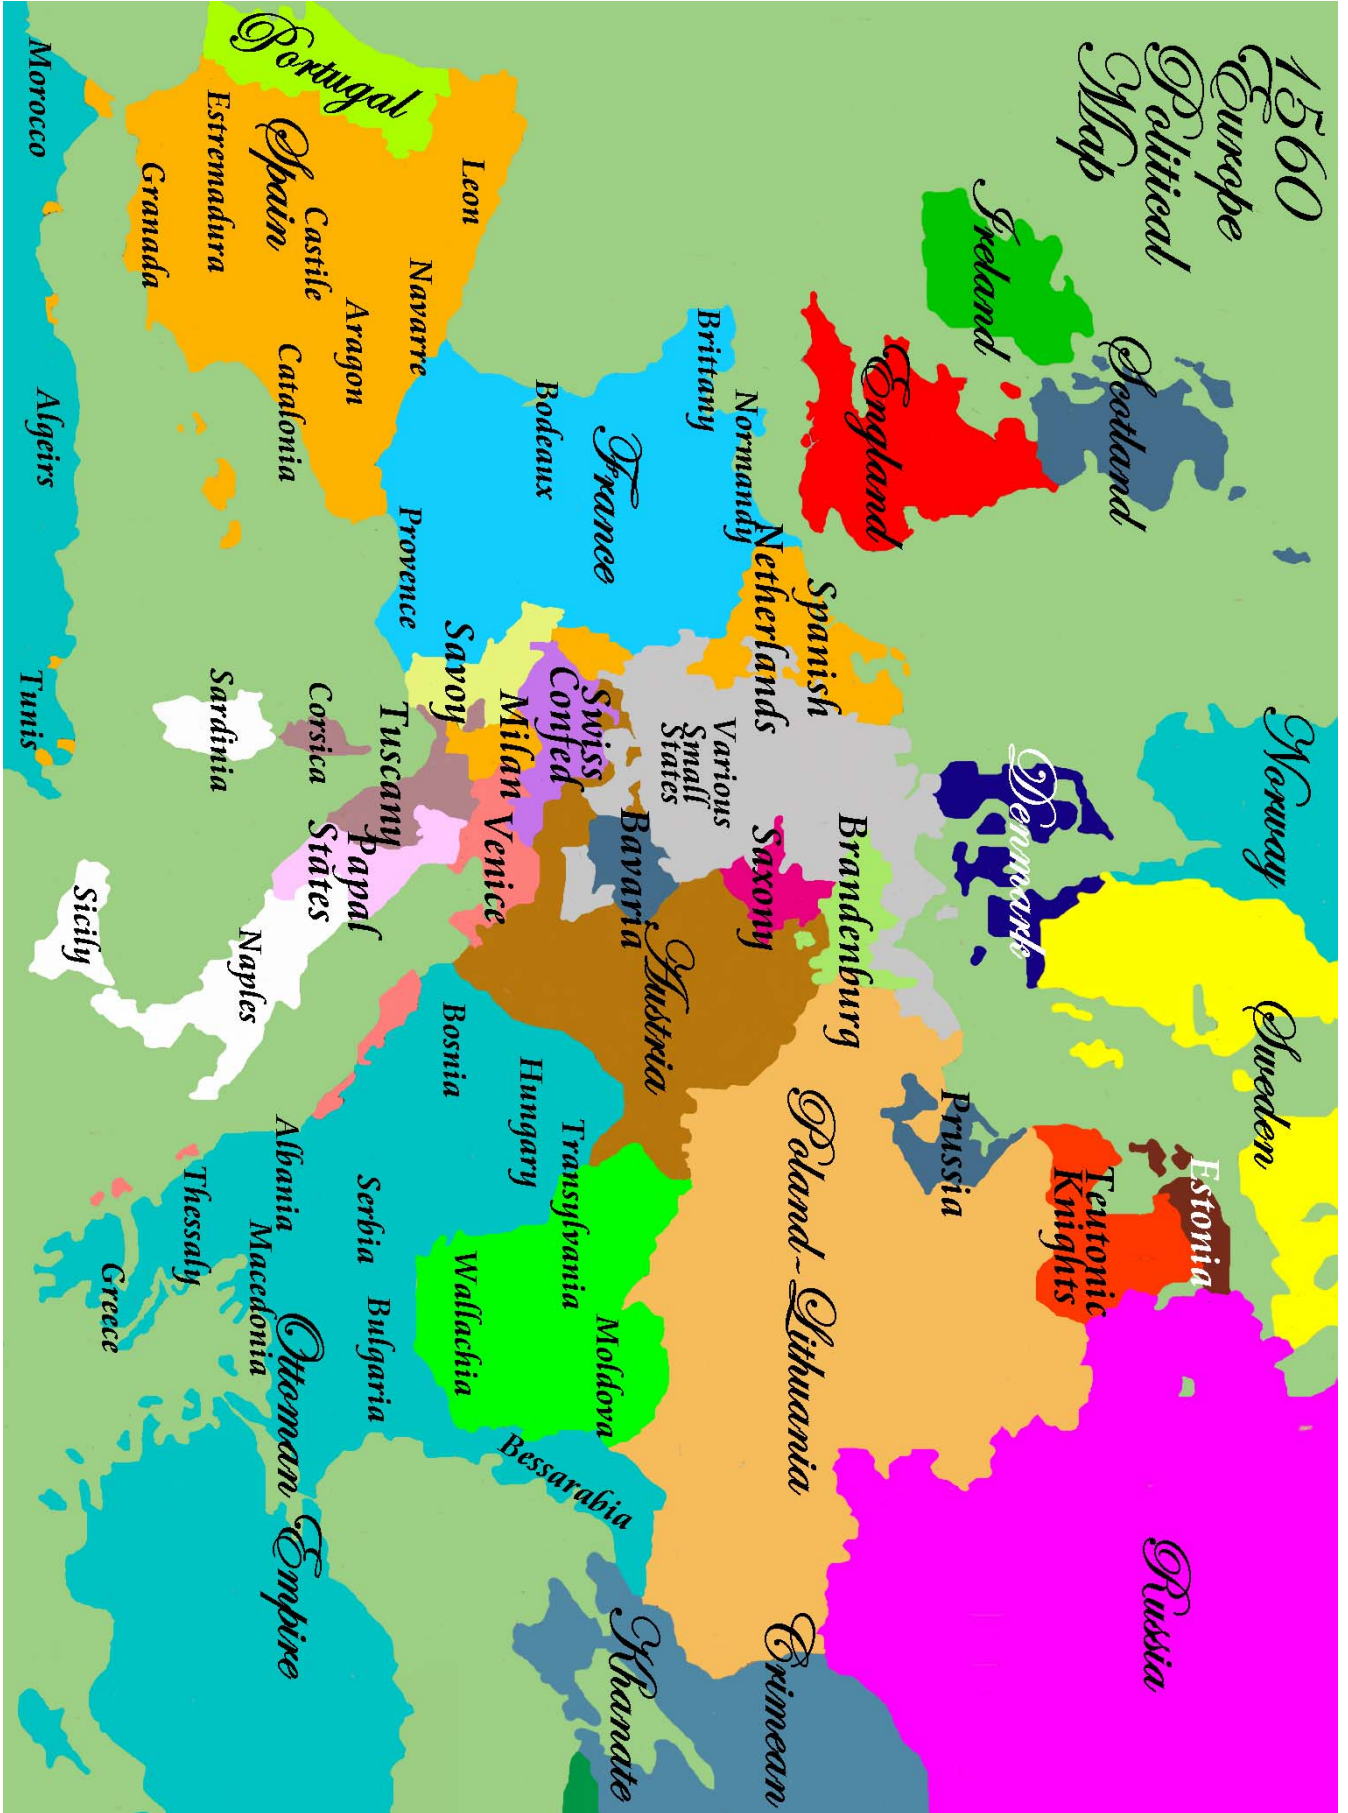 1560
Europe
Political
Map
Norway
Sweden
Scotland
Ireland
England
Denmark
Estonia
Teutonic
Knights
Russia
Prussia
Brandenburg
Spanish
Netherlands
Normandy
Brittany
Various
Small
States
Saxony
Poland-Lithuania
Crimean
Khanate
France
Bodeaux
Bavaria
Austria
Swiss
Confed
Milan
Venice
Savoy
Provence
Hungary
Transylvania
Moldova
Bessarabia
Wallachia
Bosnia
Serbia
Bulgaria
Leon
Navarre
Aragon
Castile
Catalonia
Portugal
Spain
Estremadura
Granada
Tuscany
Corsica
Papal
States
Sardinia
Naples
Sicily
Albania
Macedonia
Ottoman Empire
Thessaly
Greece
Morocco
Algeirs
Tunis